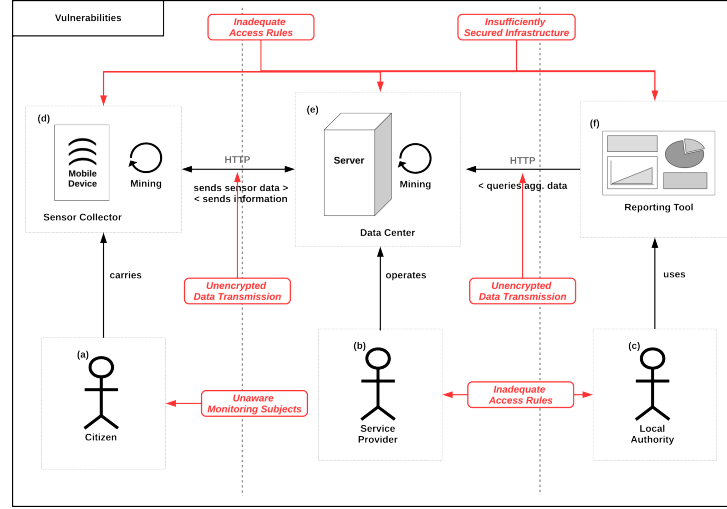 Vulnerabilities
Inadequate
Access Rules
Insufficiently
Secured Infrastructure
(d)
Mobile
Device
Mining
Sensor Collector
HTTP
sends sensor data >
< sends information
(e)
Server
Mining
Data Center
HTTP
< queries agg. data
(f)
Reporting Tool
carries
Unencrypted
Data Transmission
operates
Unencrypted
Data Transmission
uses
(a)
Citizen
Unaware
Monitoring Subjects
(b)
Service
Provider
Inadequate
Access Rules
(c)
Local
Authority